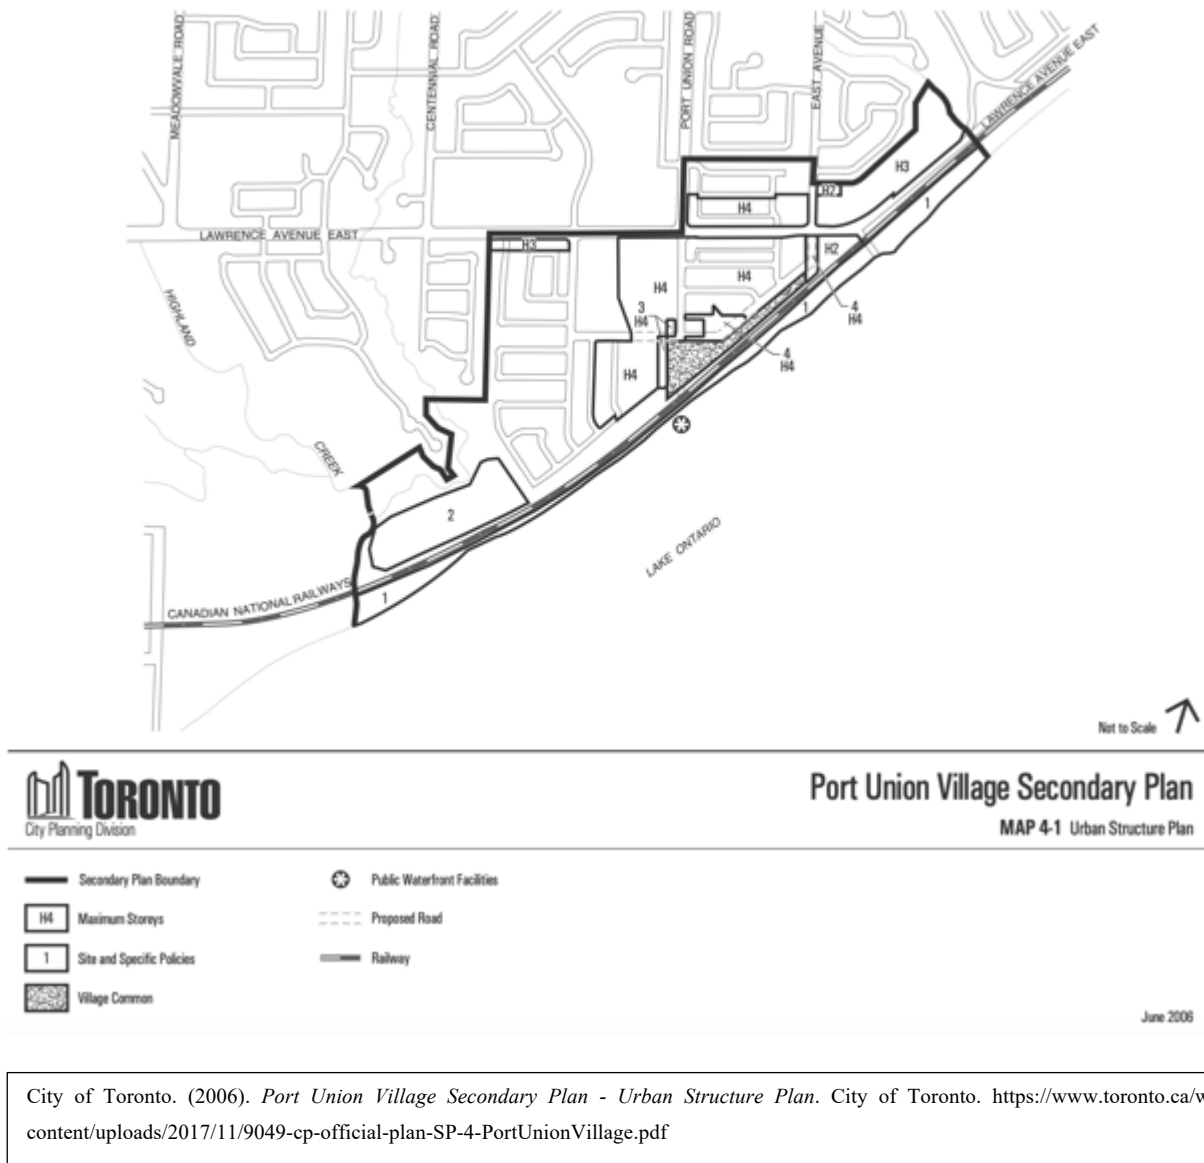 MEADOWVALE ROAD
CENTENNIAL ROAD
PORT UNION ROAD
EAST AVENUE
LAWRENCE AVENUE EAST
H3
H2
1
H4
LAWRENCE AVENUE EAST
H3
H2
H4
H4
HIGHLAND
3
H4
1
4
H4
4
H4
H4
CREEK
2
LAKE ONTARIO
CANADIAN NATIONAL RAILWAYS
1
Not to Scale
TORONTO
City Planning Division
Port Union Village Secondary Plan
MAP 4-1 Urban Structure Plan
Secondary Plan Boundary
Public Waterfront Facilities
H4 Maximum Storeys
Proposed Road
1 Site and Specific Policies
Railway
Village Common
June 2006
City of Toronto. (2006). Port Union Village Secondary Plan - Urban Structure Plan. City of Toronto. https://www.toronto.ca/w
content/uploads/2017/11/9049-cp-official-plan-SP-4-PortUnionVillage.pdf